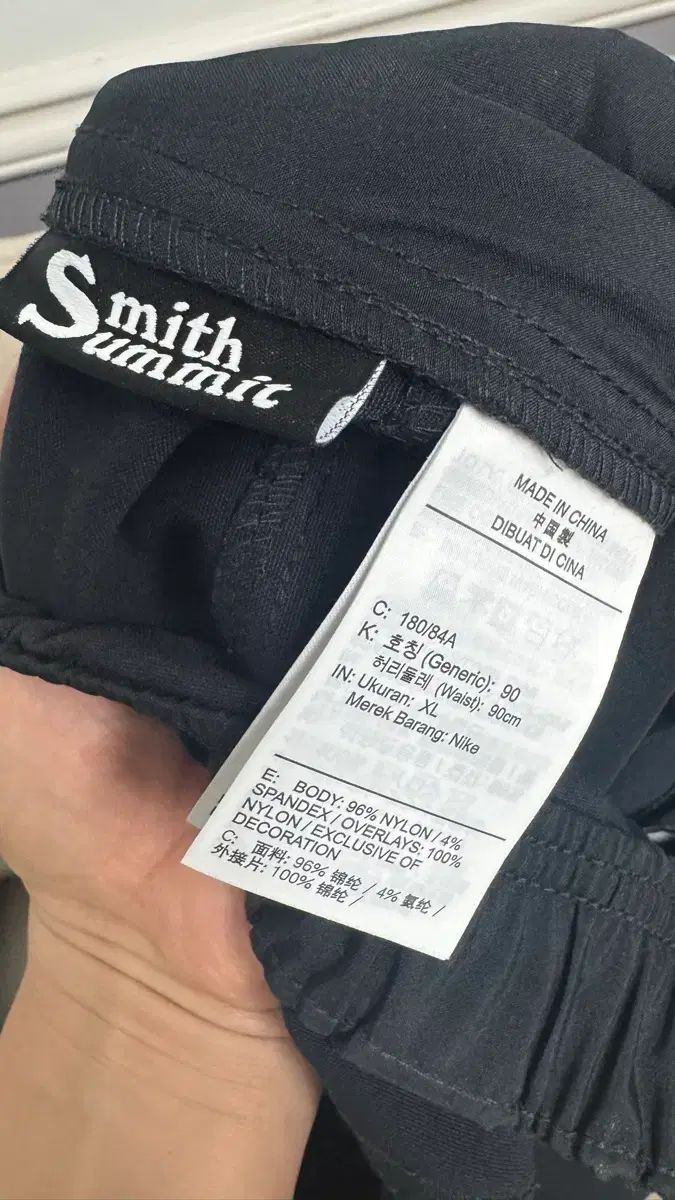 Smith
Summit
MADE IN CHINA
中國製
DIBUAT DI CINA
C: 180/84A
K: 호칭 (Generic): 90
허리둘레 (Waist): 90cm
IN: Ukuran: XL
Merek Barang: Nike
E: BODY: 96% NYLON / 4%
SPANDEX / OVERLAYS: 100%
NYLON / EXCLUSIVE OF
DECORATION
C: 面料: 96% 锦纶 / 4% 氨纶 /
外接片: 100% 锦纶 /